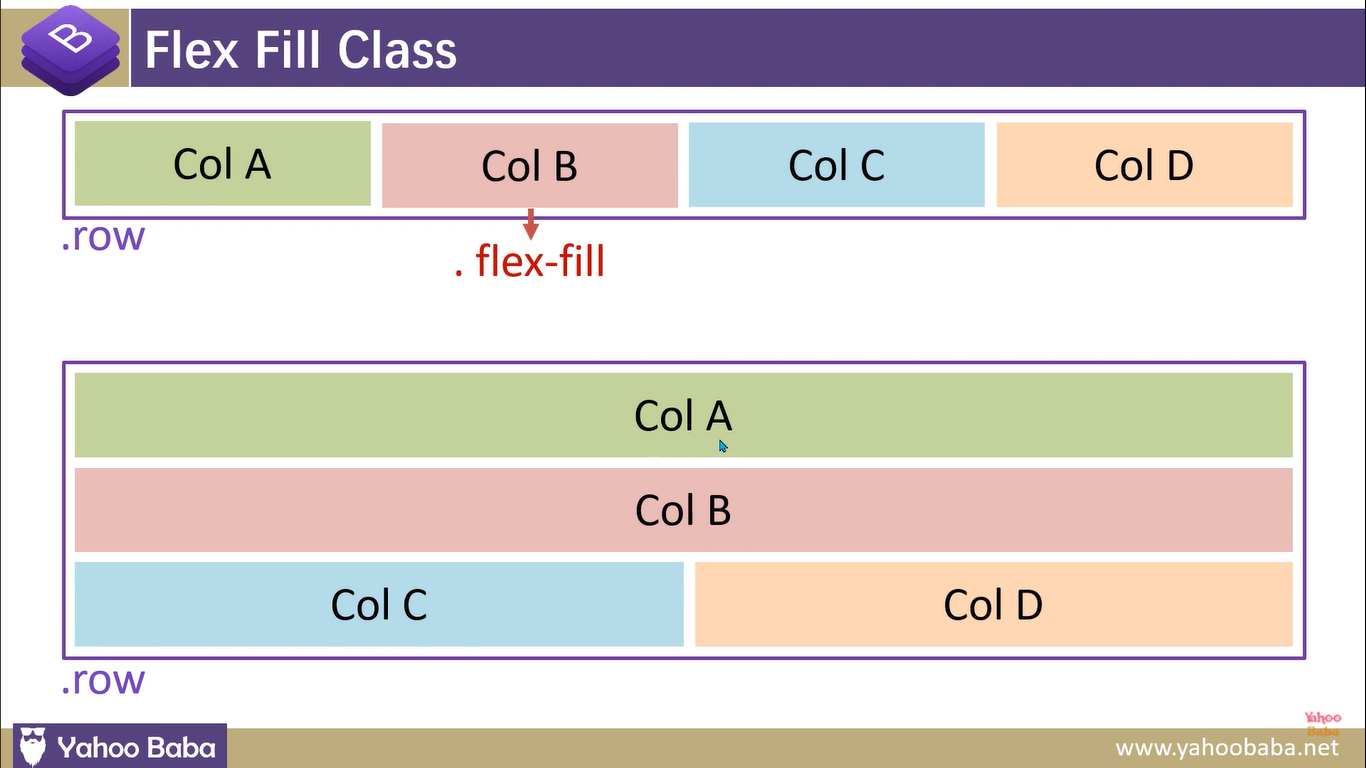 B
Flex Fill Class
Col A
Col B
Col C
Col D
.row
. flex-fill
Col A
Col B
Col C
Col D
.row
Yahoo
Baba
Yahoo Baba
www.yahoobaba.net